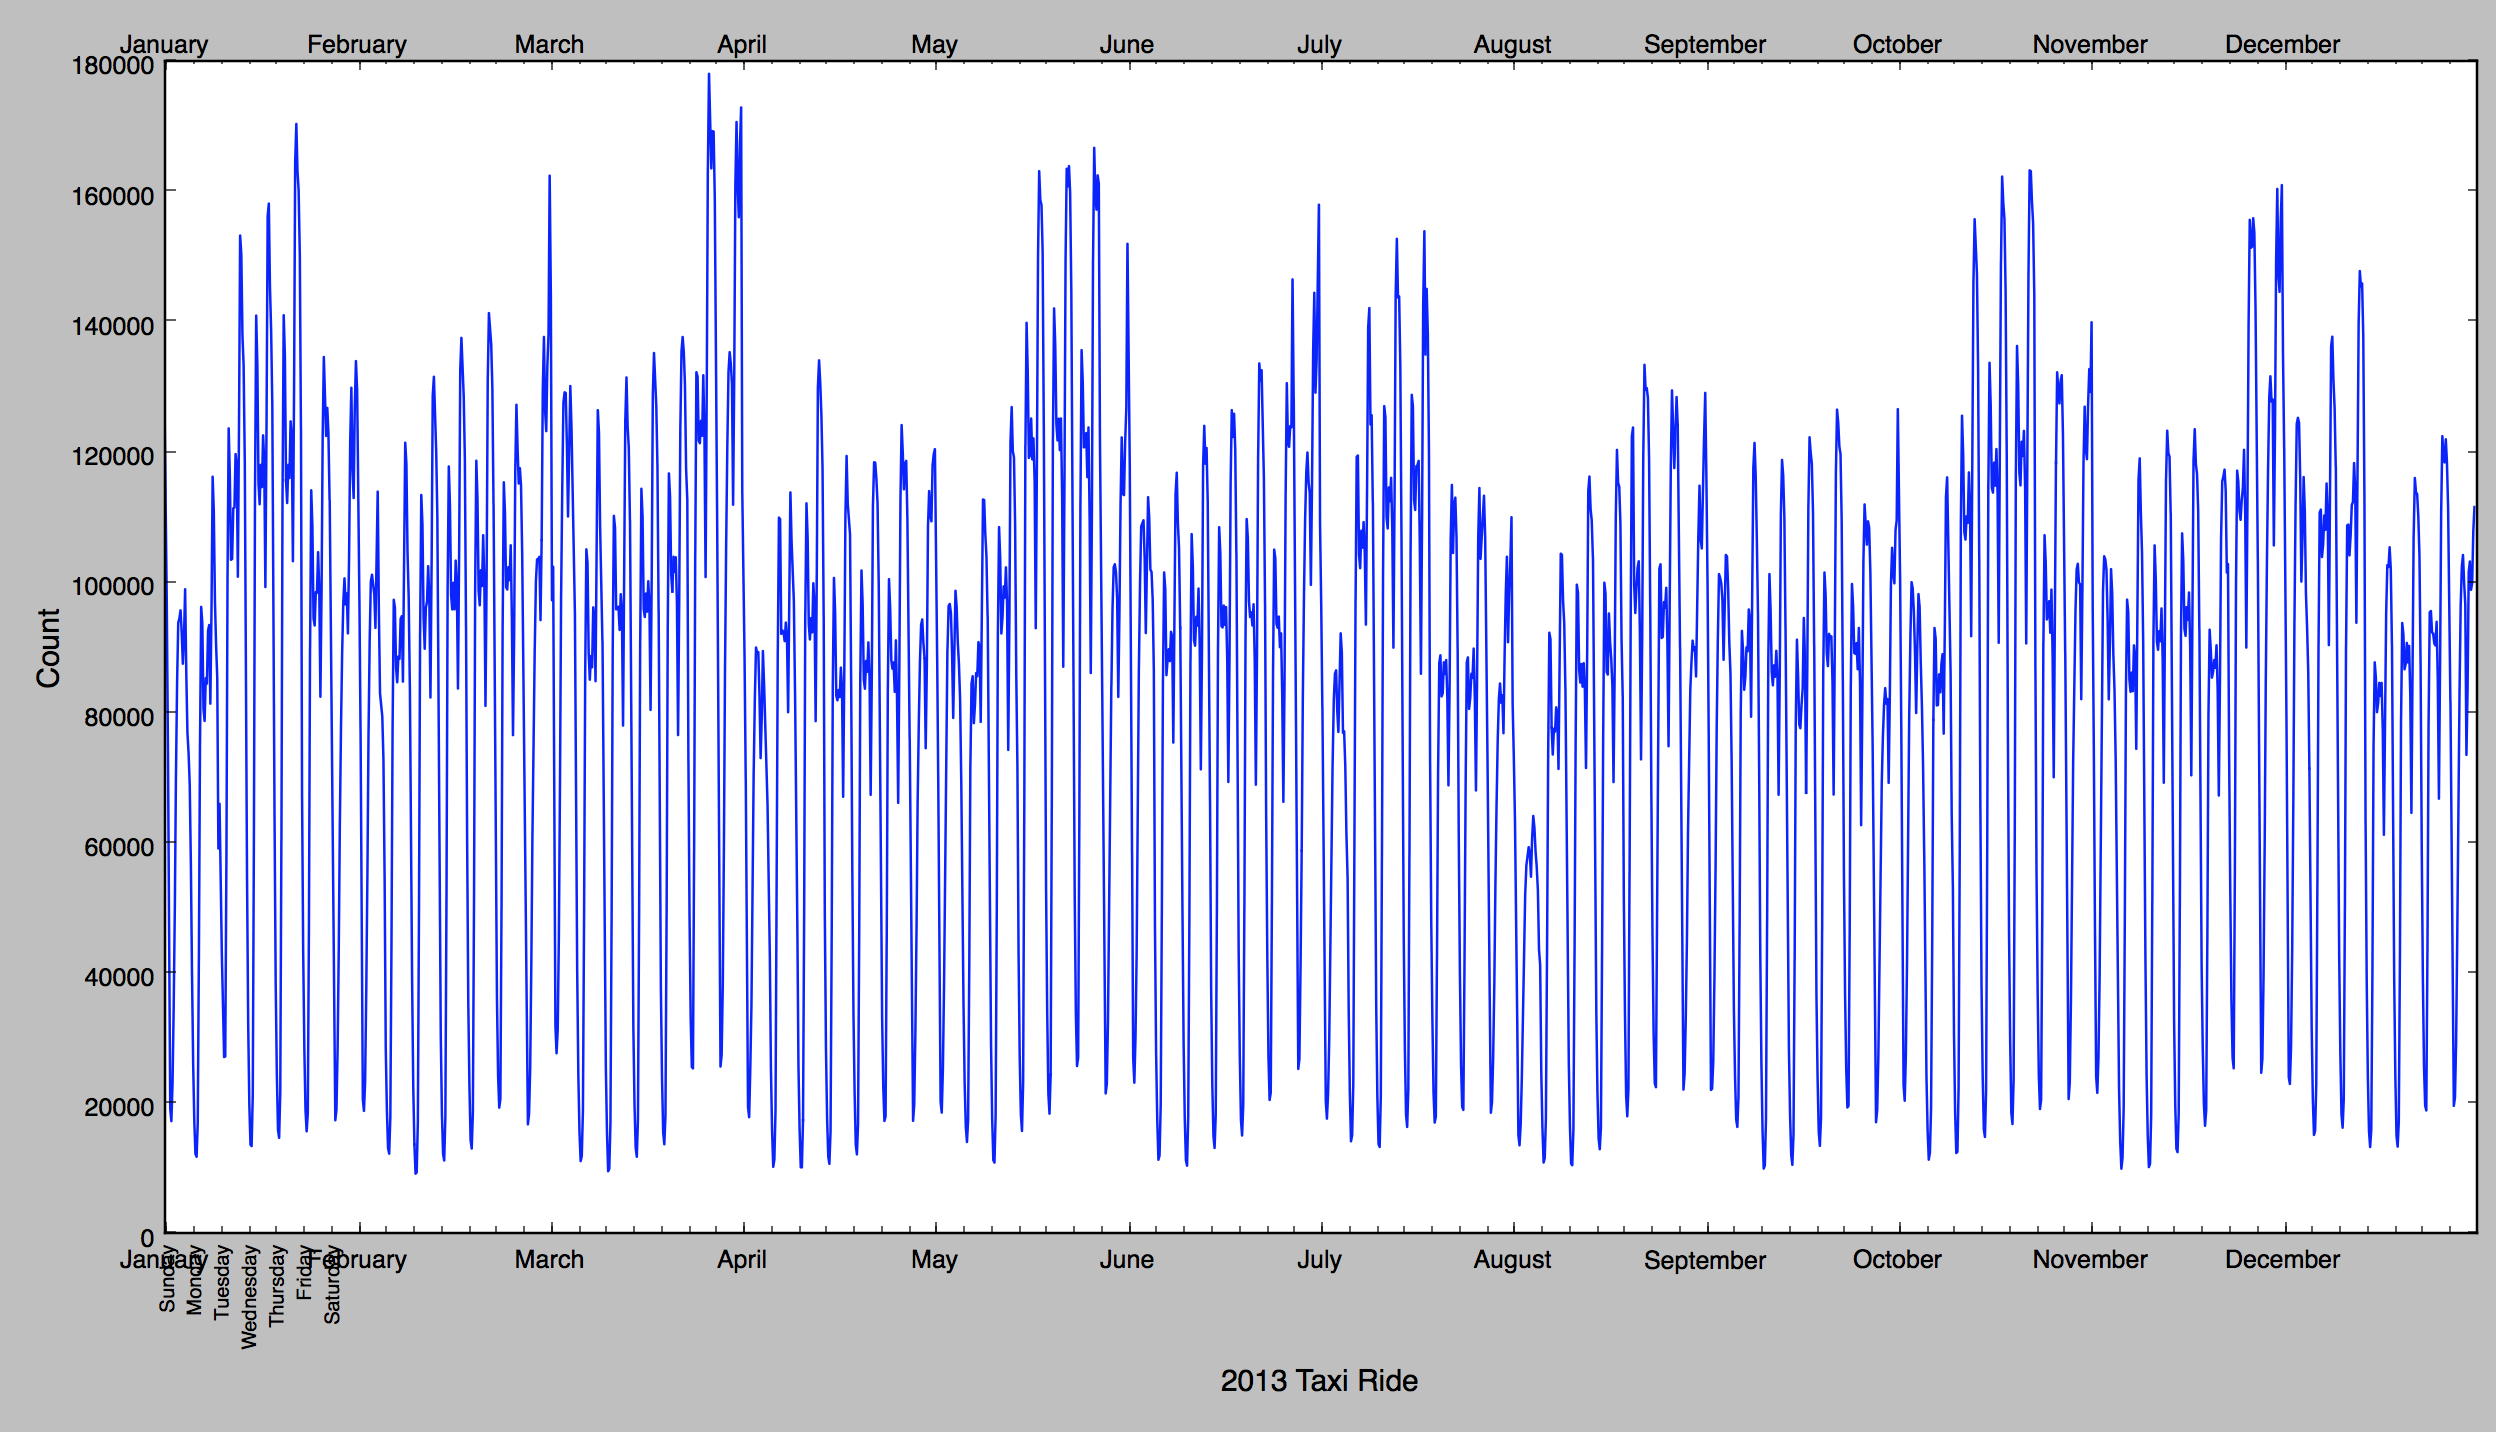 January February March April May June July August September October November December
180000
160000
140000
120000
100000
80000
60000
40000
20000
0
Count
January February March April May June July August September October November December
Sunday Monday Tuesday Wednesday Thursday Friday Saturday
2013 Taxi Ride